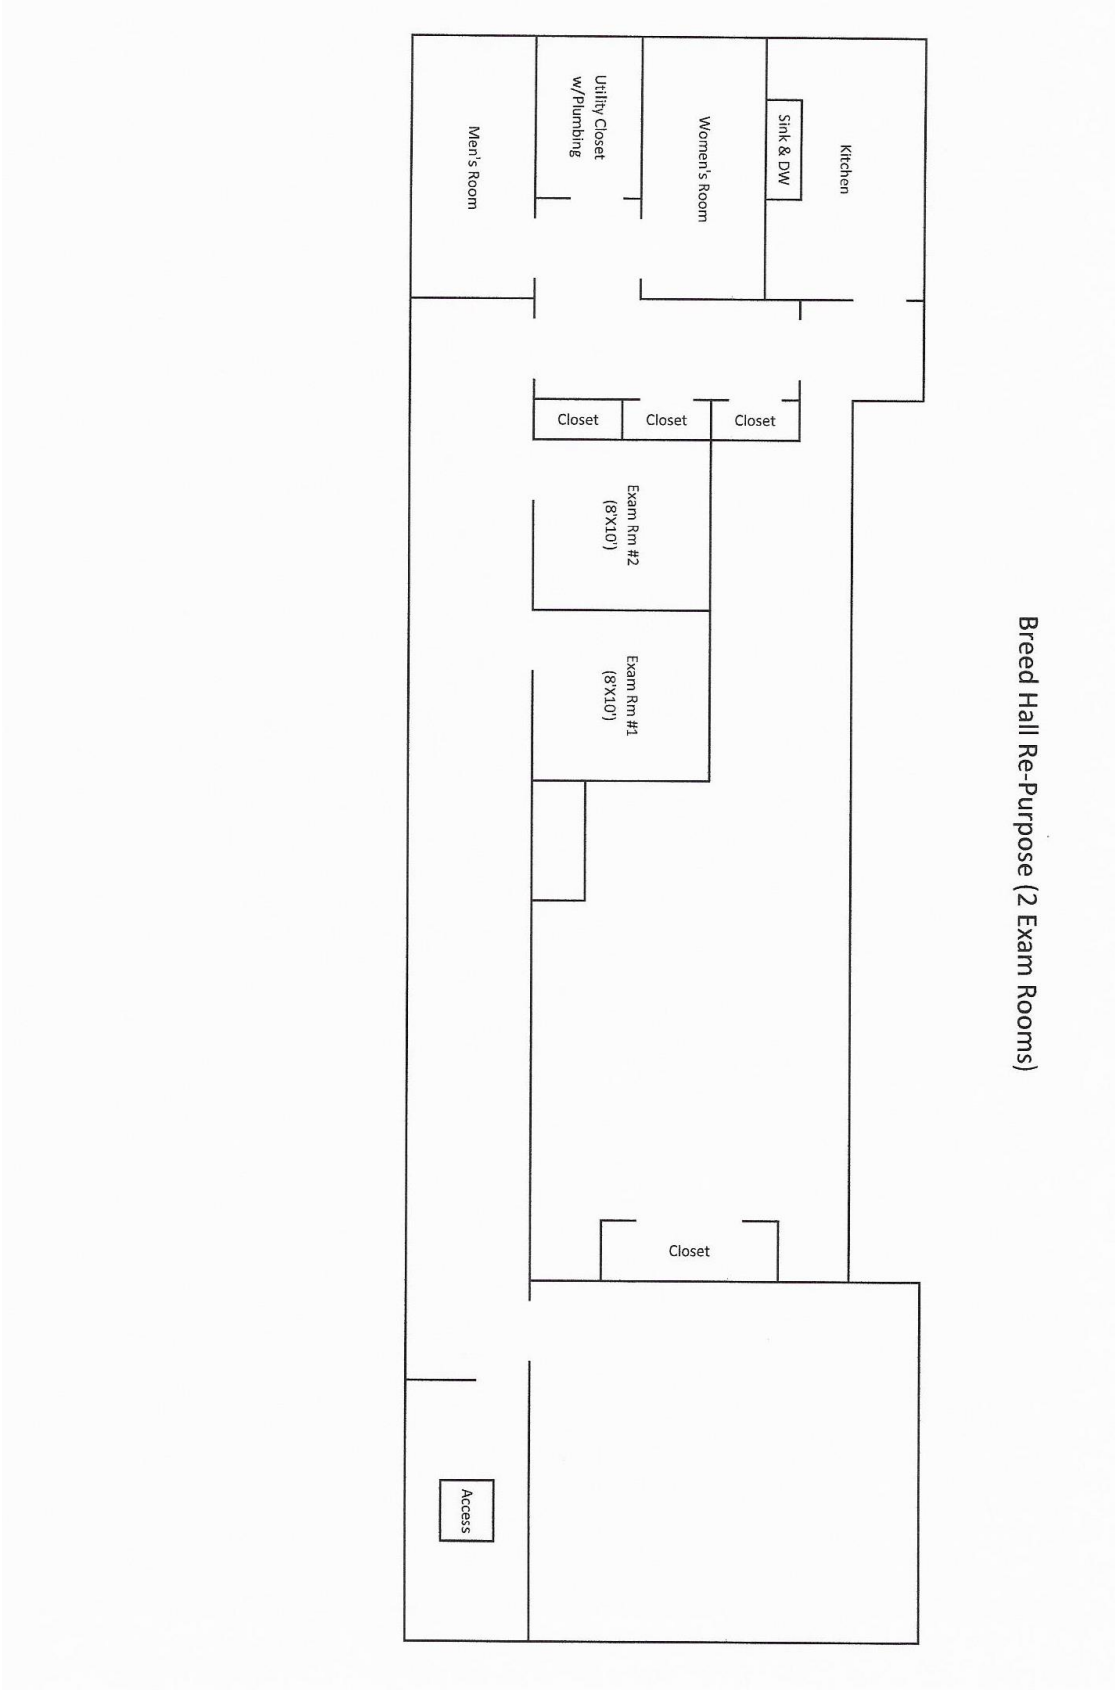 Breed Hall Re-Purpose (2 Exam Rooms)
Kitchen
Sink & DW
Women's Room
Utility Closet
w/Plumbing
Men's Room
Closet
Closet
Closet
Exam Rm #2
(8'X10')
Exam Rm #1
(8'X10')
Closet
Access